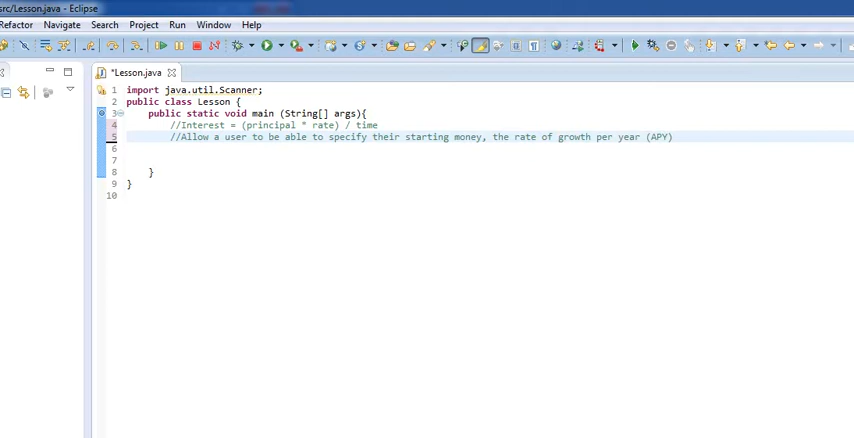 src/Lesson.java - Eclipse
Refactor Navigate Search Project Run Window Help
*Lesson.java
1 import java.util.Scanner;
2 public class Lesson {
3 public static void main (String[] args){
4 //Interest = (principal * rate) / time
5 //Allow a user to be able to specify their starting money, the rate of growth per year (APY)
6
7
8 }
9 }
10